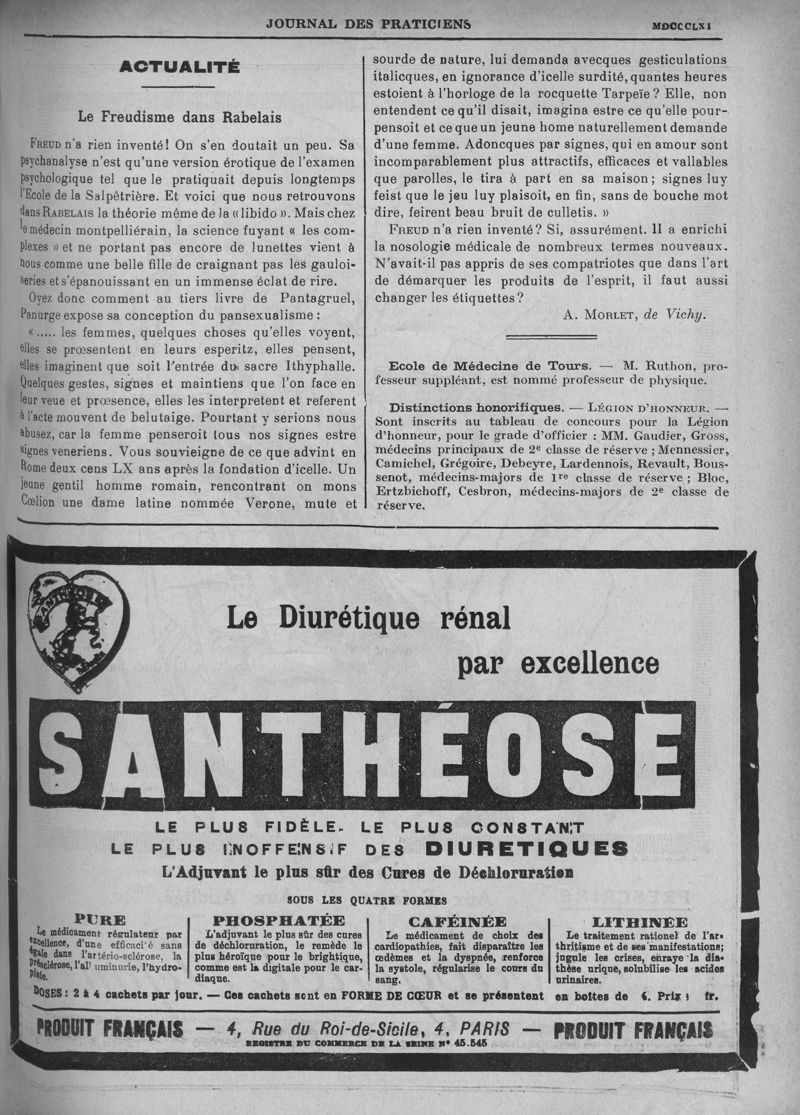 JOURNAL DES PRATICIENS
MDCCCCLXI
ACTUALITÉ
Le Freudisme dans Rabelais
FREUD n'a rien inventé! On s'en doutait un peu. Sa
psychanalyse n'est qu'une version érotique de l'examen
psychologique tel que le pratiquait depuis longtemps
l'Ecole de la Salpêtrière. Et voici que nous retrouvons
dans RABELAIS la théorie même de la « libido ». Mais chez
le médecin montpelliérain, la science fuyant « les com-
plexes » et ne portant pas encore de lunettes vient à
nous comme une belle fille de craignant pas les gauloi-
series et s'épanouissant en un immense éclat de rire.
Oyez donc comment au tiers livre de Pantagruel,
Panurge expose sa conception du pansexualisme :
« ..... les femmes, quelques choses qu'elles voyent,
elles se prœsentent en leurs esperitz, elles pensent,
elles imaginent que soit l'entrée du sacre Ithyphalle.
Quelques gestes, signes et maintiens que l'on face en
leur veue et prœsence, elles les interpretent et referent
à l'acte mouvent de belutaige. Pourtant y serions nous
abusez, car la femme penseroit tous nos signes estre
signes veneriens. Vous souvieigne de ce que advint en
Rome deux cens LX ans après la fondation d'icelle. Un
jeune gentil homme romain, rencontrant on mons
Cœlion une dame latine nommée Verone, mute et
sourde de nature, lui demanda avecques gesticulations
italicques, en ignorance d'icelle surdité, quantes heures
estoient à l'horloge de la rocquette Tarpeïe ? Elle, non
entendent ce qu'il disait, imagina estre ce qu'elle pour-
pensoit et ce que un jeune home naturellement demande
d'une femme. Adoncques par signes, qui en amour sont
incomparablement plus attractifs, efficaces et vallables
que parolles, le tira à part en sa maison ; signes luy
feist que le jeu luy plaisoit, en fin, sans de bouche mot
dire, feirent beau bruit de culletis. »
FREUD n'a rien inventé ? Si, assurément. Il a enrichi
la nosologie médicale de nombreux termes nouveaux.
N'avait-il pas appris de ses compatriotes que dans l'art
de démarquer les produits de l'esprit, il faut aussi
changer les étiquettes ?
A. MORLET, de Vichy.
Ecole de Médecine de Tours. — M. Ruthon, pro-
fesseur suppléant, est nommé professeur de physique.
Distinctions honorifiques. — LÉGION D'HONNEUR. —
Sont inscrits au tableau de concours pour la Légion
d'honneur, pour le grade d'officier : MM. Gaudier, Gross,
médecins principaux de 2e classe de réserve ; Mennessier,
Camichel, Grégoire, Debeyre, Lardennois, Revault, Bous-
senot, médecins-majors de 1re classe de réserve ; Bloc,
Ertzbichoff, Cesbron, médecins-majors de 2e classe de
réserve.
SANTHÉOSE
Le Diurétique rénal
par excellence
SANTHÉOSE
LE PLUS FIDÈLE - LE PLUS CONSTANT
LE PLUS INOFFENSIF DES DIURETIQUES
L'Adjuvant le plus sûr des Cures de Déchloruration
SOUS LES QUATRE FORMES
PURE
Le médicament régulateur par
excellence, d'une efficacité sans
égale dans l'artério-sclérose, la
présclérose, l'albuminurie, l'hydro-
pisie.
PHOSPHATÉE
L'adjuvant le plus sûr des cures
de déchloruration, le remède le
plus héroïque pour le brightique,
comme est la digitale pour le car-
diaque.
CAFÉINÉE
Le médicament de choix des
cardiopathies, fait disparaître les
œdèmes et la dyspnée, renforce
la systole, régularise le cours du
sang.
LITHINÉE
Le traitement rationel de l'ar-
thritisme et de ses manifestations;
jugule les crises, enraye la dia-
thèse urique, solubilise les acides
urinaires.
DOSES : 2 à 4 cachets par jour. — Ces cachets sont en FORME DE CŒUR et se présentent en boîtes de Prix : fr.
PRODUIT FRANÇAIS — 4, Rue du Roi-de-Sicile, 4, PARIS — PRODUIT FRANÇAIS
REGISTRE DU COMMERCE DE LA SEINE N° 45.545